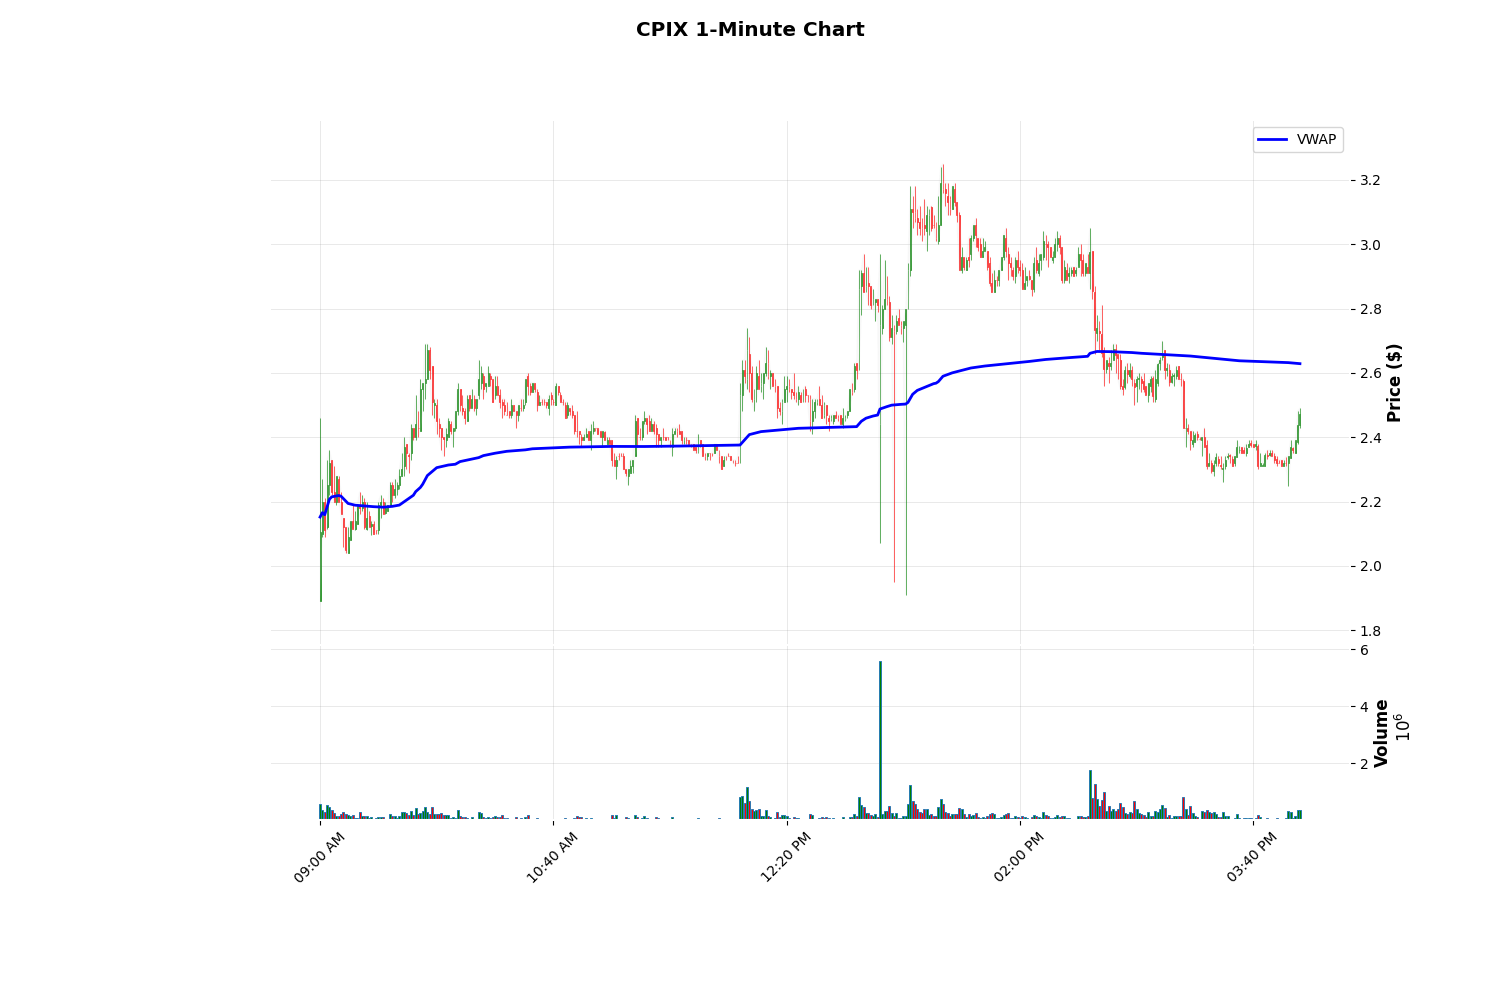 CPIX 1-Minute Chart
VWAP
3.2
3.0
2.8
2.6
2.4
2.2
2.0
1.8
Price ($)
6
4
2
Volume
10^6
09:00 AM
10:40 AM
12:20 PM
02:00 PM
03:40 PM